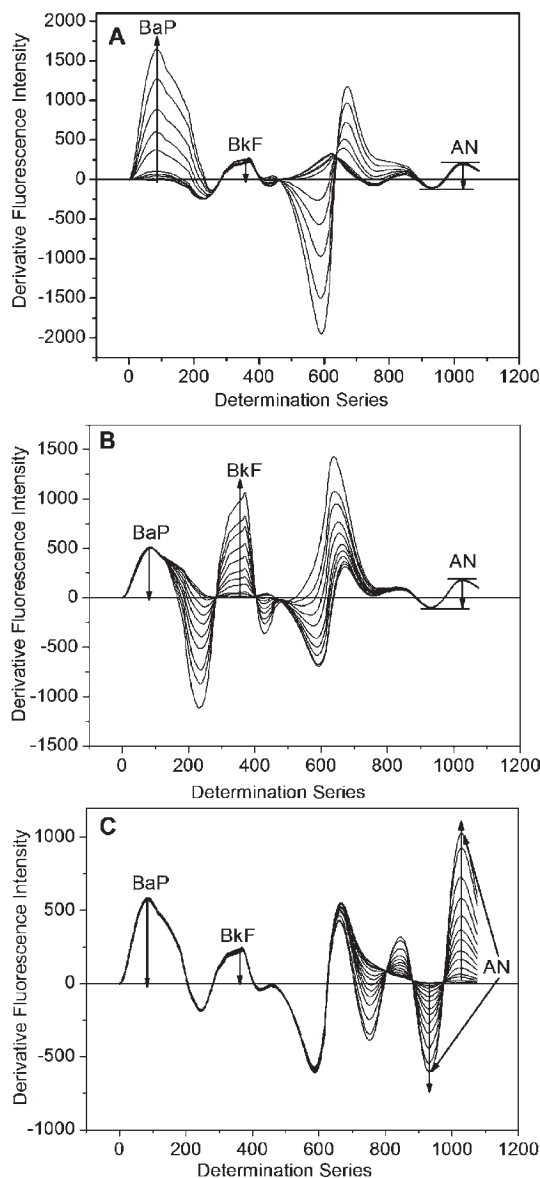 A
BaP
BkF
AN
2000
1500
1000
500
0
-500
-1000
-1500
-2000
Derivative Fluorescence Intensity
0 200 400 600 800 1000 1200
Determination Series
B
BaP
BkF
AN
1500
1000
500
0
-500
-1000
-1500
Derivative Fluorescence Intensity
0 200 400 600 800 1000 1200
Determination Series
C
BaP
BkF
AN
1000
500
0
-500
-1000
Derivative Fluorescence Intensity
0 200 400 600 800 1000 1200
Determination Series